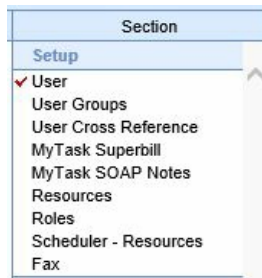 Section
Setup
User
User Groups
User Cross Reference
MyTask Superbill
MyTask SOAP Notes
Resources
Roles
Scheduler - Resources
Fax